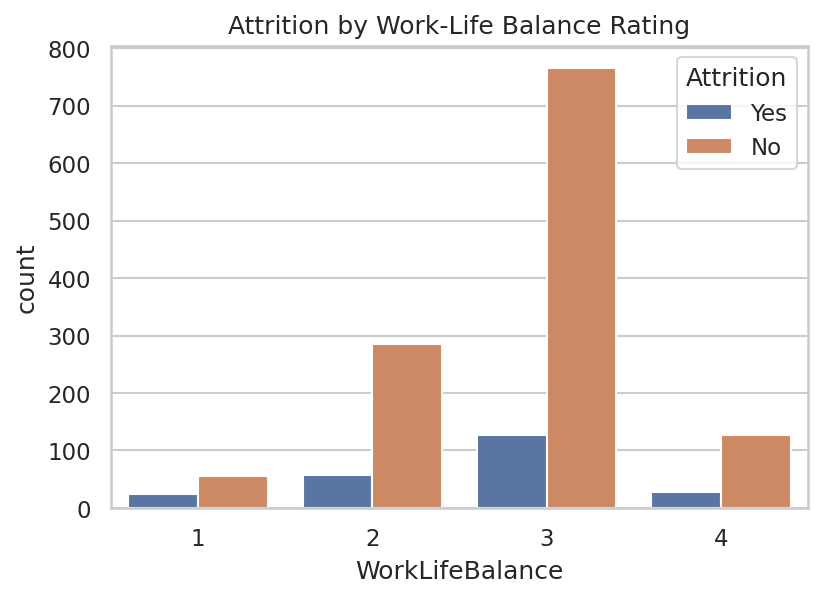 Attrition by Work-Life Balance Rating
800
700
600
500
400
300
200
100
0
count
Attrition
Yes
No
1 2 3 4
WorkLifeBalance